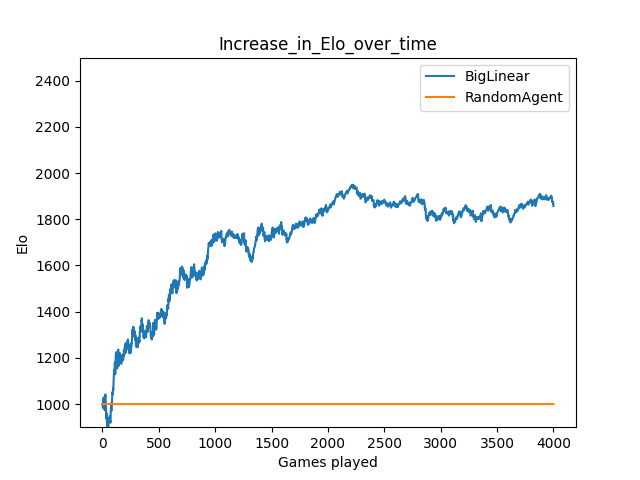 Increase_in_Elo_over_time
BigLinear
RandomAgent
2400
2200
2000
1800
1600
1400
1200
1000
Elo
0 500 1000 1500 2000 2500 3000 3500 4000
Games played